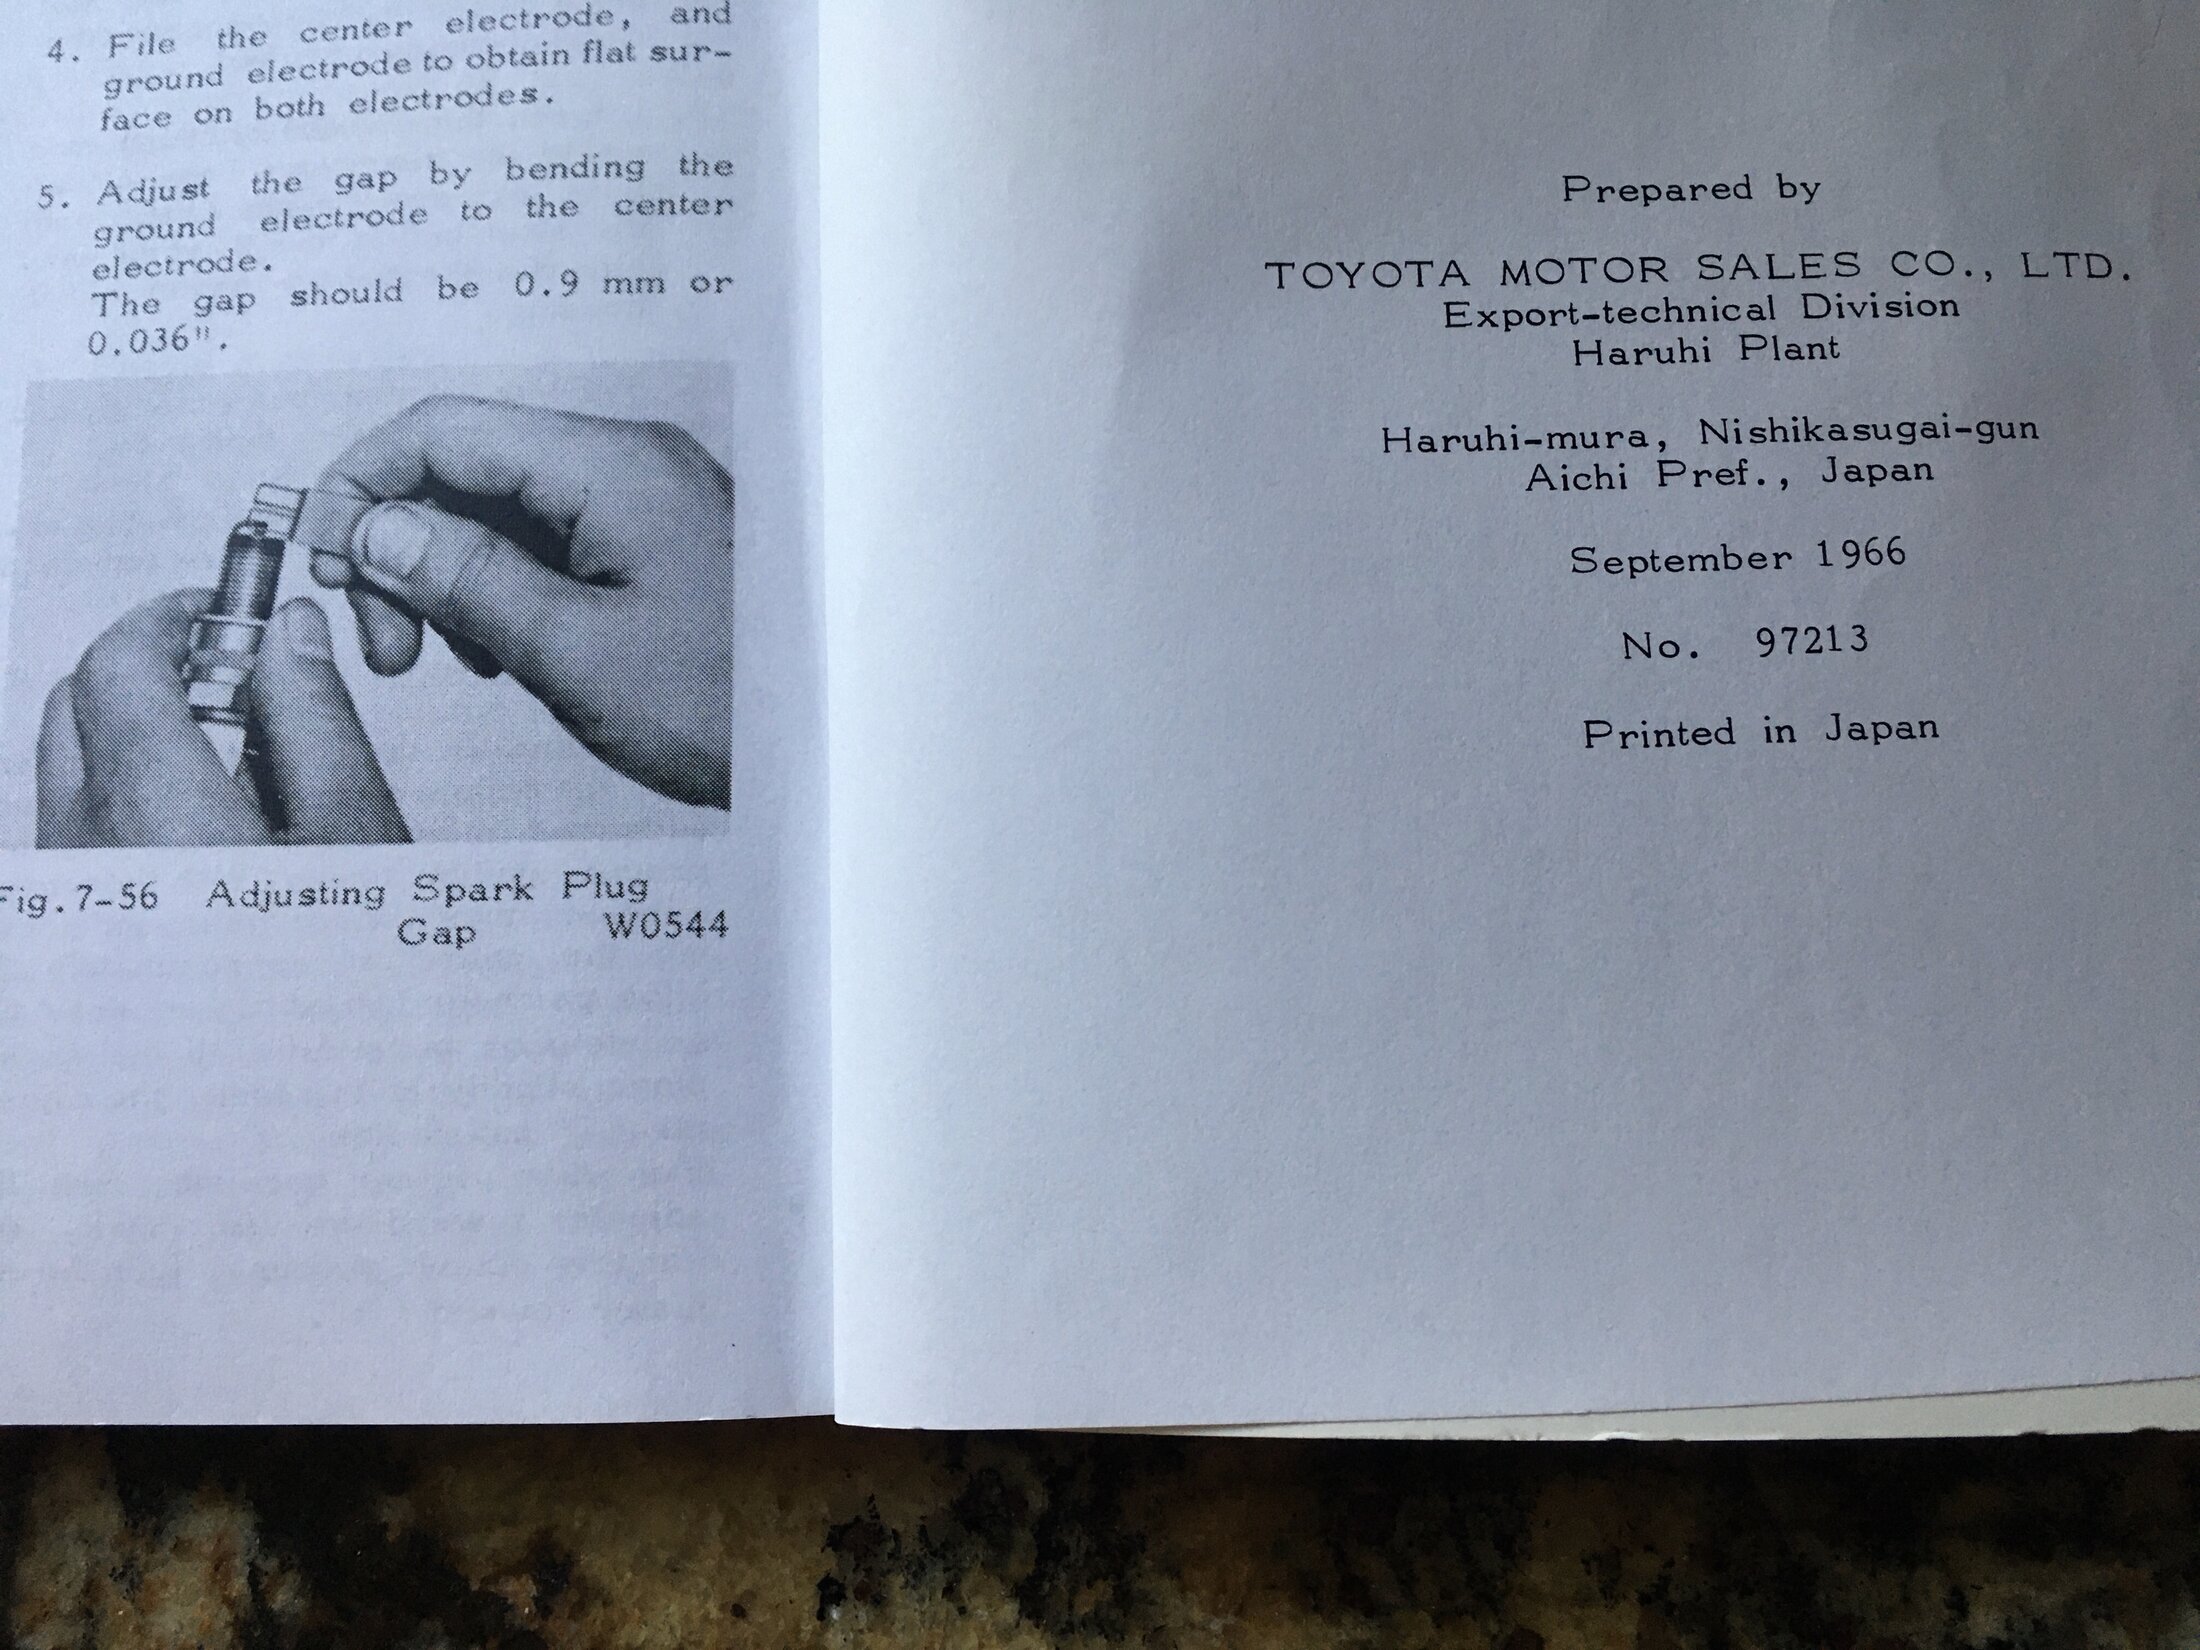 4. File the center electrode, and
ground electrode to obtain flat sur-
face on both electrodes.
5. Adjust the gap by bending the
ground electrode to the center
electrode.
The gap should be 0.9 mm or
0.036".
Fig.7-56 Adjusting Spark Plug
Gap W0544
Prepared by
TOYOTA MOTOR SALES CO., LTD.
Export-technical Division
Haruhi Plant
Haruhi-mura, Nishikasugai-gun
Aichi Pref., Japan
September 1966
No. 97213
Printed in Japan